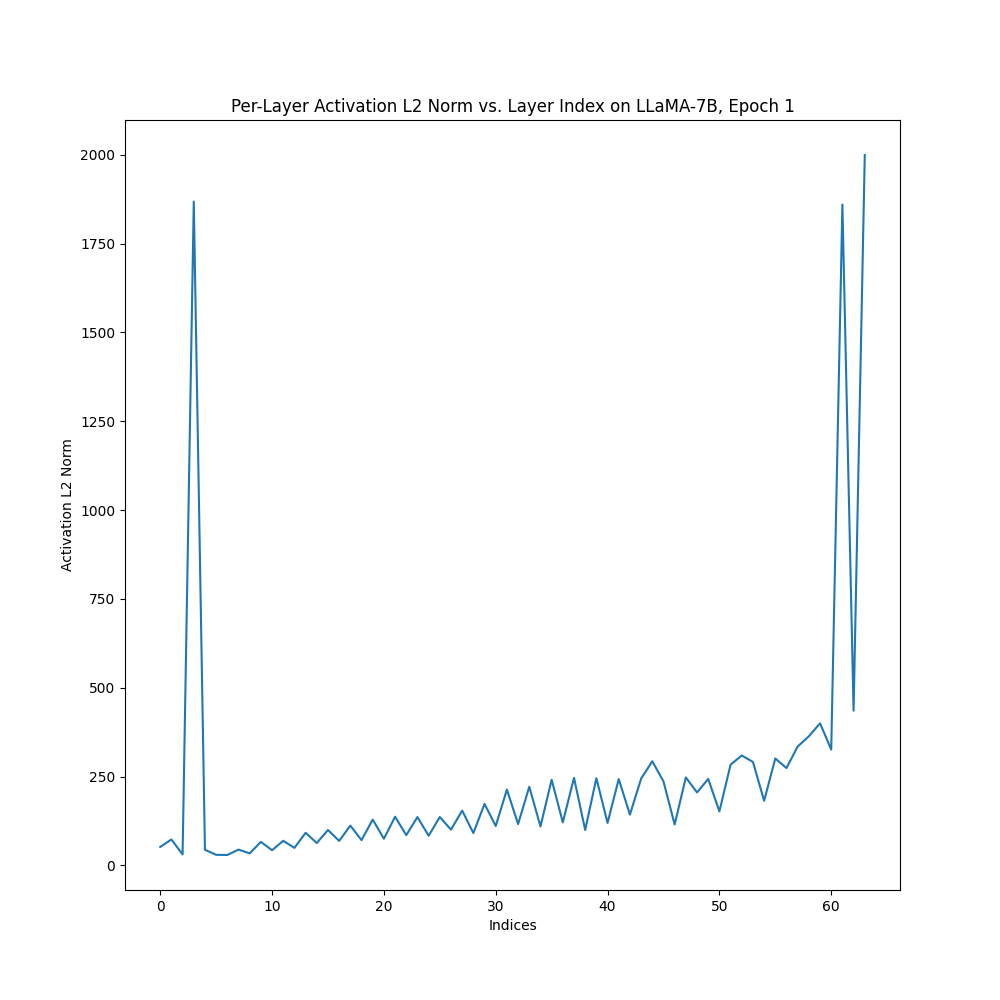 Per-Layer Activation L2 Norm vs. Layer Index on LLaMA-7B, Epoch 1
2000
1750
1500
1250
1000
750
500
250
0
Activation L2 Norm
0 10 20 30 40 50 60
Indices